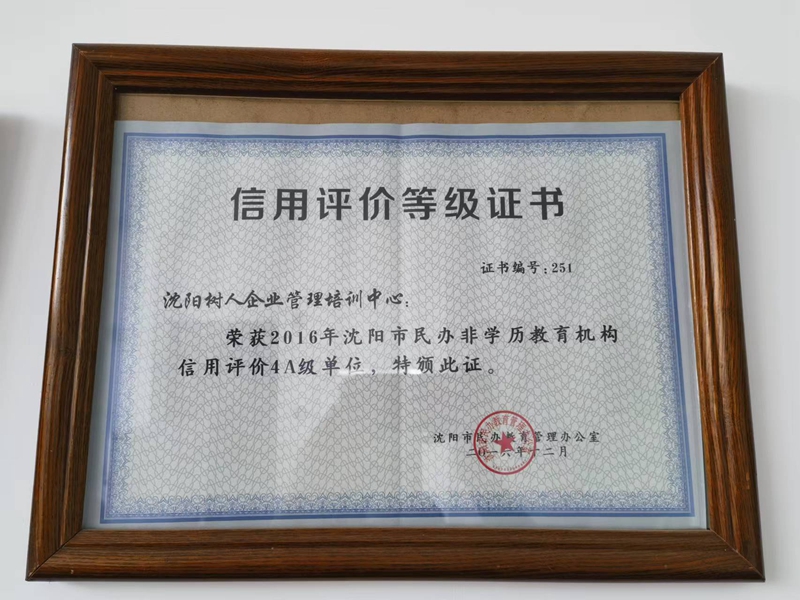 信用评价等级证书
证书编号:251
沈阳树人企业管理培训中心:
荣获2016年沈阳市民办非学历教育机构
信用评价4A级单位,特颁此证。
沈阳市民办教育管理办公室
二〇一六年十二月